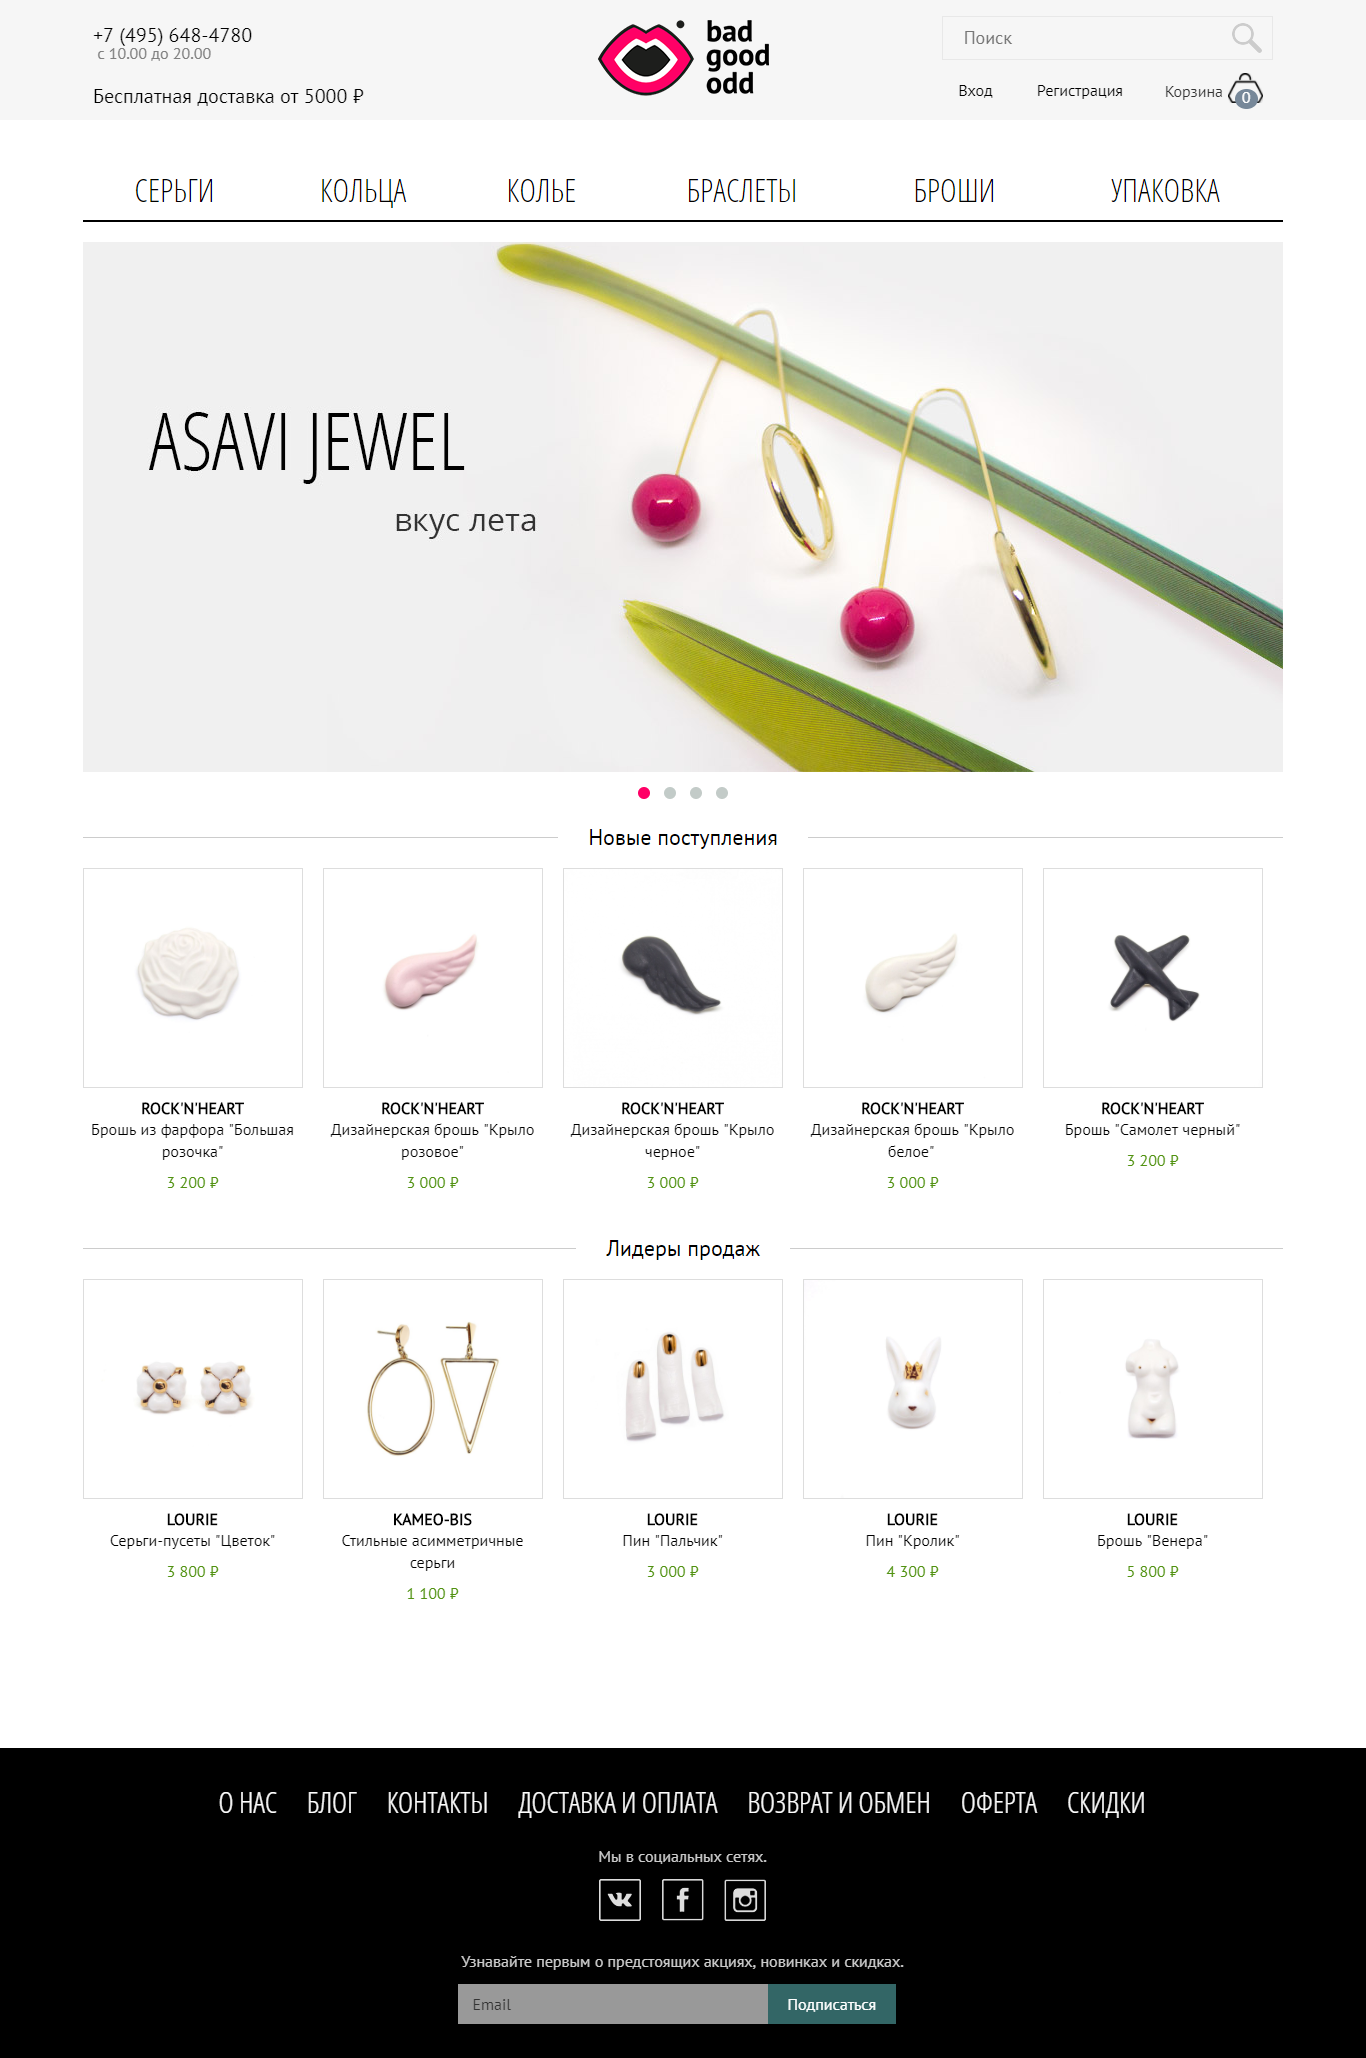 +7 (495) 648-4780
с 10.00 до 20.00
Бесплатная доставка от 5000 ₽
bad
good
odd
Поиск
Вход Регистрация Корзина 0
СЕРЬГИ КОЛЬЦА КОЛЬЕ БРАСЛЕТЫ БРОШИ УПАКОВКА
ASAVI JEWEL
вкус лета
Новые поступления
ROCK'N'HEART
Брошь из фарфора "Большая
розочка"
3 200 ₽
ROCK'N'HEART
Дизайнерская брошь "Крыло
розовое"
3 000 ₽
ROCK'N'HEART
Дизайнерская брошь "Крыло
черное"
3 000 ₽
ROCK'N'HEART
Дизайнерская брошь "Крыло
белое"
3 000 ₽
ROCK'N'HEART
Брошь "Самолет черный"
3 200 ₽
Лидеры продаж
LOURIE
Серьги-пусеты "Цветок"
3 800 ₽
KAMEO-BIS
Стильные асимметричные
серьги
1 100 ₽
LOURIE
Пин "Пальчик"
3 000 ₽
LOURIE
Пин "Кролик"
4 300 ₽
LOURIE
Брошь "Венера"
5 800 ₽
О НАС БЛОГ КОНТАКТЫ ДОСТАВКА И ОПЛАТА ВОЗВРАТ И ОБМЕН ОФЕРТА СКИДКИ
Мы в социальных сетях.
Узнавайте первым о предстоящих акциях, новинках и скидках.
Email Подписаться